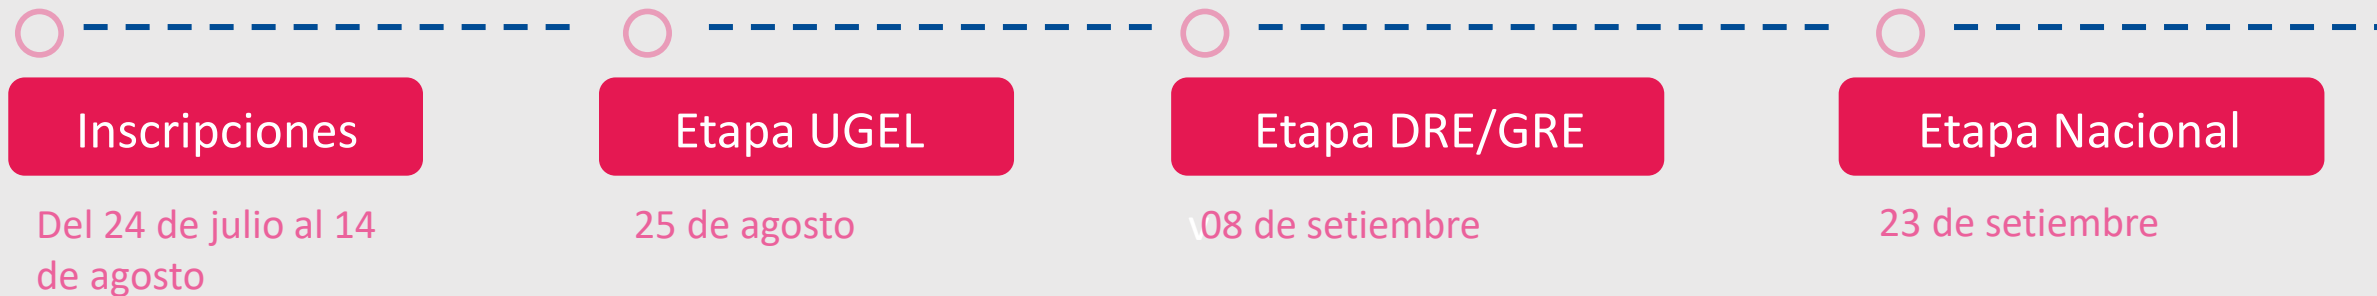 Inscripciones
Del 24 de julio al 14
de agosto
Etapa UGEL
25 de agosto
Etapa DRE/GRE
08 de setiembre
Etapa Nacional
23 de setiembre